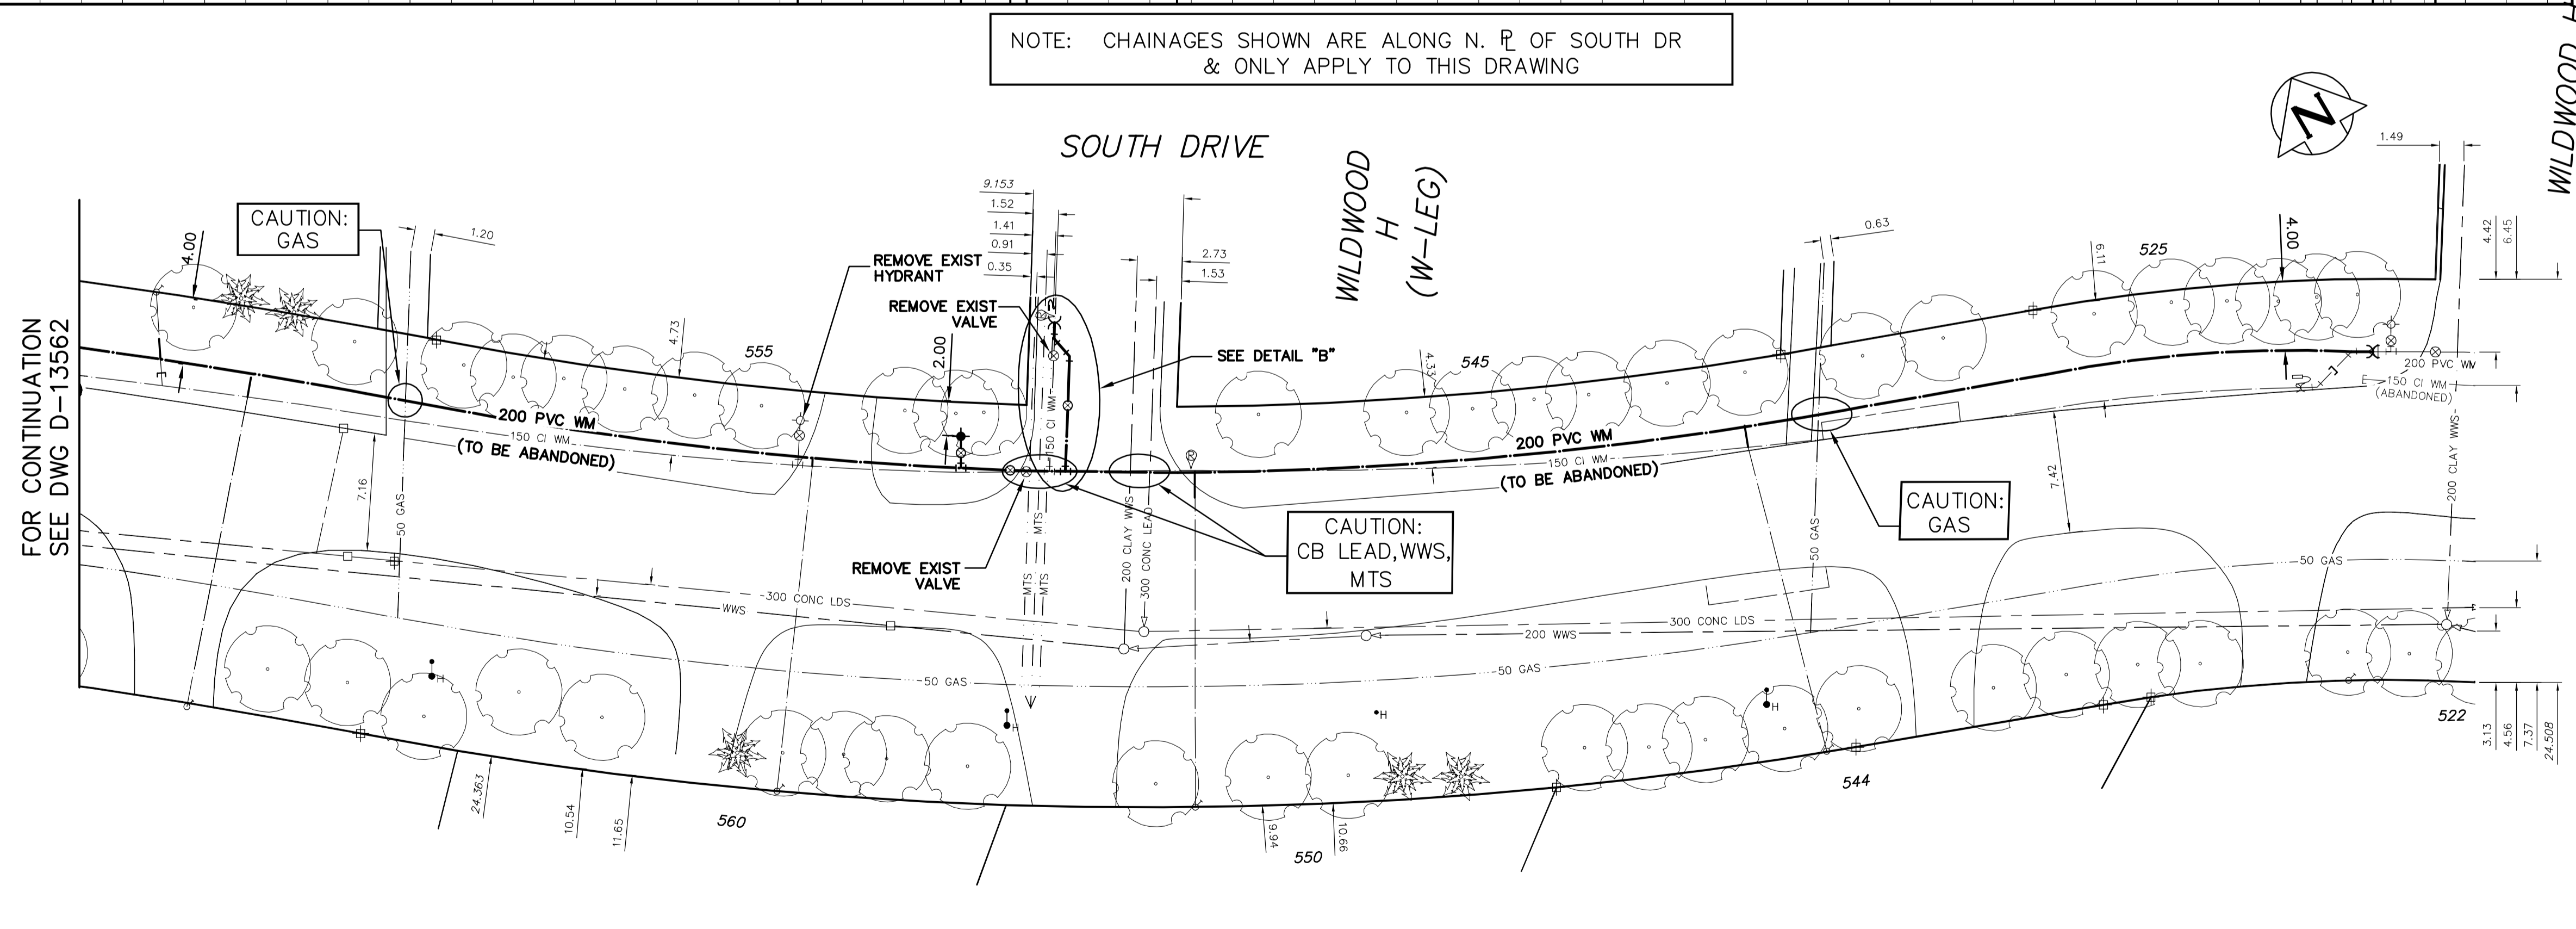 NOTE: CHAINAGES SHOWN ARE ALONG N. ℙL OF SOUTH DR
& ONLY APPLY TO THIS DRAWING
SOUTH DRIVE
WILDWOOD
H
(W-LEG)
WILDWOOD H
N
FOR CONTINUATION
SEE DWG D-13562
CAUTION:
GAS
4.00
1.20
4.73
555
REMOVE EXIST
HYDRANT
REMOVE EXIST
VALVE
2.00
9.153
1.52
1.41
0.91
0.35
2.73
1.53
SEE DETAIL "B"
4.33
545
0.63
6.11
525
4.00
1.49
4.42
6.45
200 PVC WM
150 CI WM
(TO BE ABANDONED)
150 CI WM
200 PVC WM
150 CI WM
(TO BE ABANDONED)
200 PVC WM
150 CI WM
(ABANDONED)
7.16
50 GAS
REMOVE EXIST
VALVE
MTS
MTS
MTS
200 CLAY WWS
300 CONC LEAD
CAUTION:
CB LEAD,WWS,
MTS
CAUTION:
GAS
50 GAS
7.42
200 CLAY WWS
300 CONC LDS
WWS
200 WWS
300 CONC LDS
50 GAS
50 GAS
50 GAS
H
H
H
H
24.363
10.54
11.65
560
9.94
10.66
550
544
522
3.13
4.56
7.37
24.508